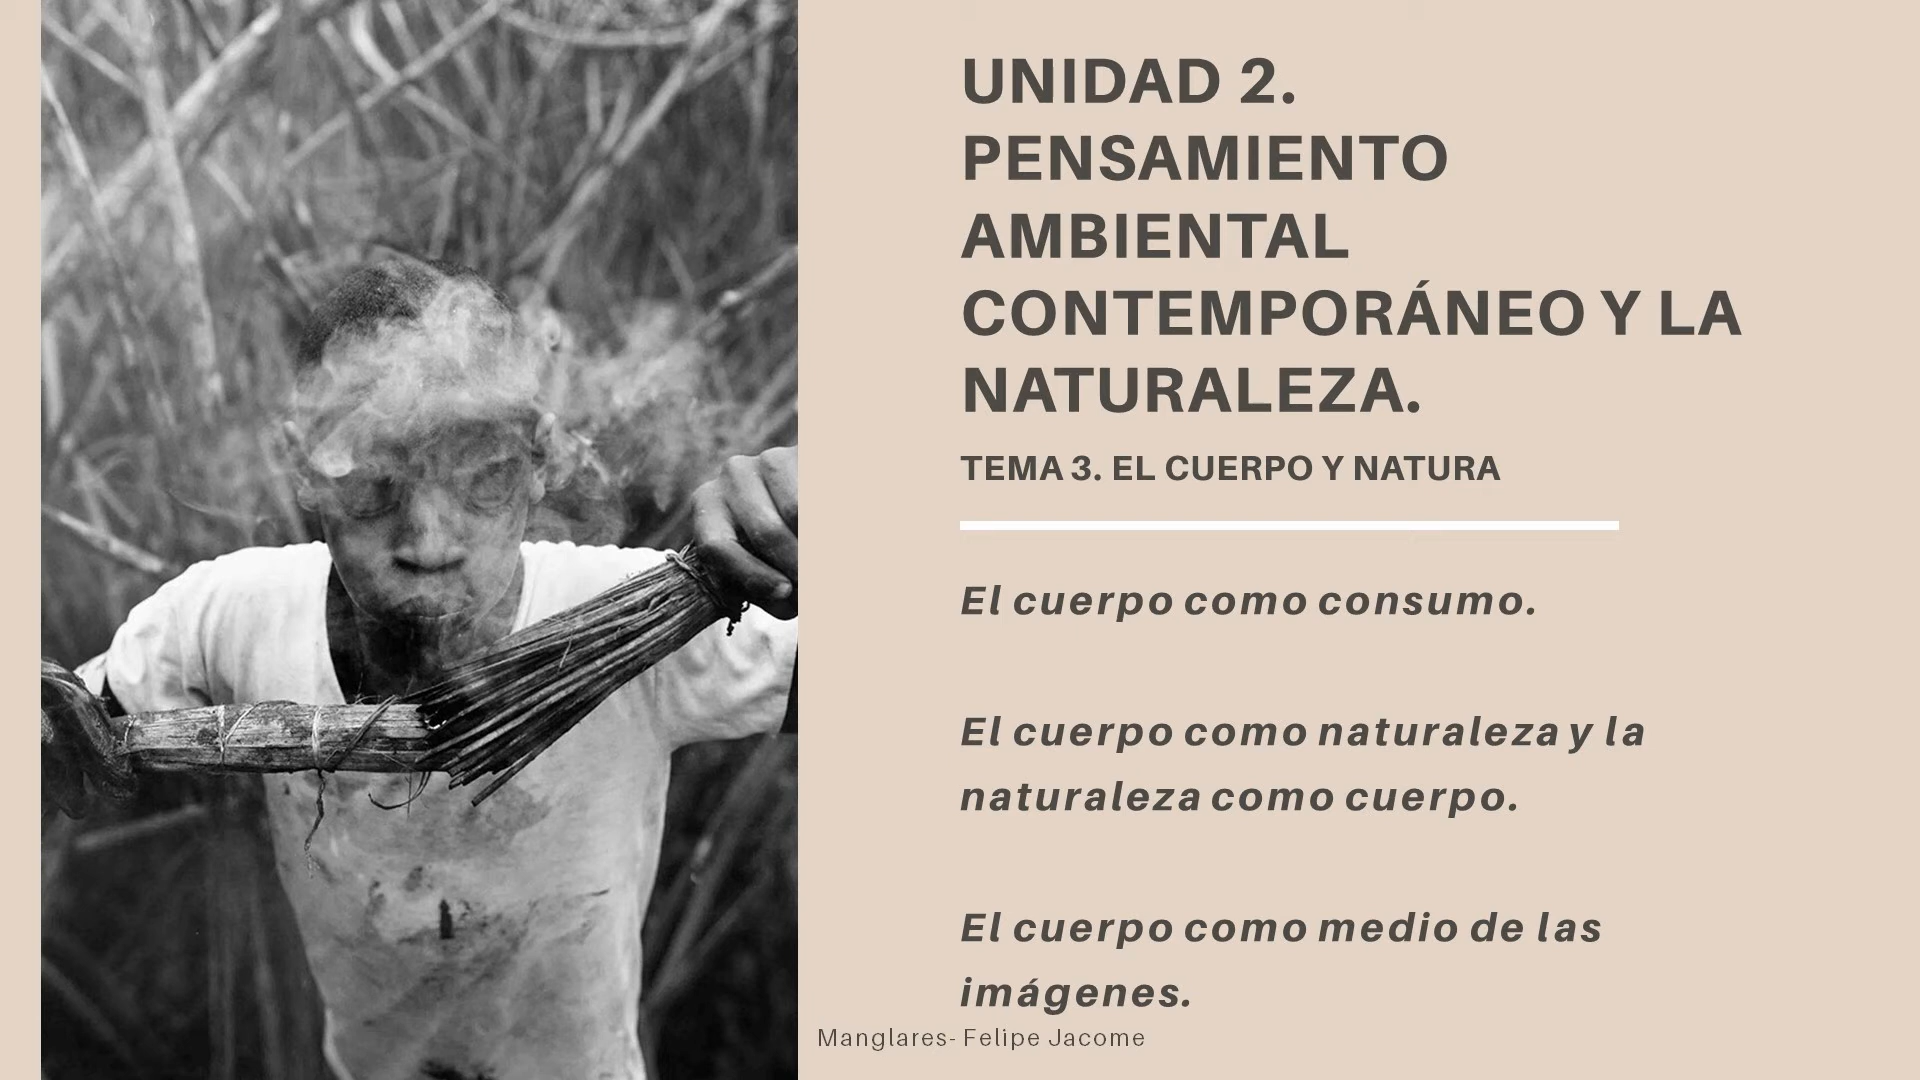 UNIDAD 2.
PENSAMIENTO
AMBIENTAL
CONTEMPORÁNEO Y LA
NATURALEZA.
TEMA 3. EL CUERPO Y NATURA
El cuerpo como consumo.
El cuerpo como naturaleza y la
naturaleza como cuerpo.
El cuerpo como medio de las
imágenes.
Manglares- Felipe Jacome